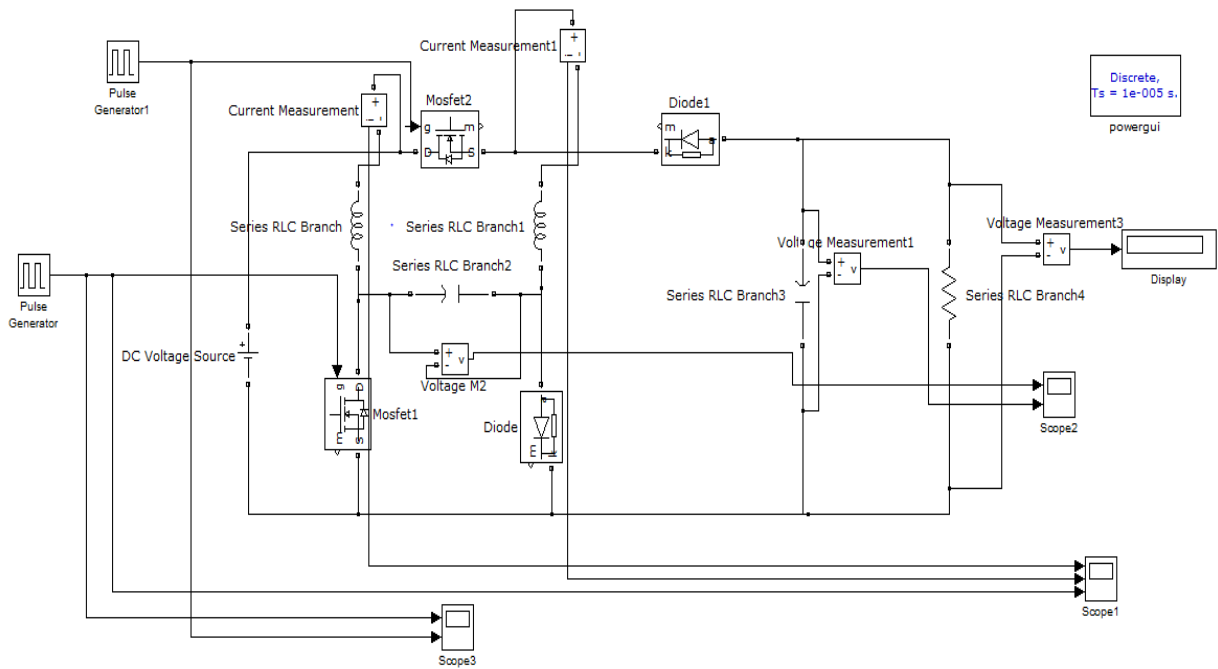 Current Measurement1
+
-
i
Pulse
Generator1
Discrete,
Ts = 1e-005 s.
powergui
Current Measurement
+
-
i
Mosfet2
g
m
D
S
Diode1
m
k
a
Series RLC Branch
Series RLC Branch1
Voltage Measurement3
+
-
v
Display
Series RLC Branch2
Voltage Measurement1
+
-
v
Pulse
Generator
Series RLC Branch3
Series RLC Branch4
DC Voltage Source
+
+
-
v
Voltage M2
g
D
m
S
Mosfet1
Diode
a
m
k
Scope2
Scope1
Scope3